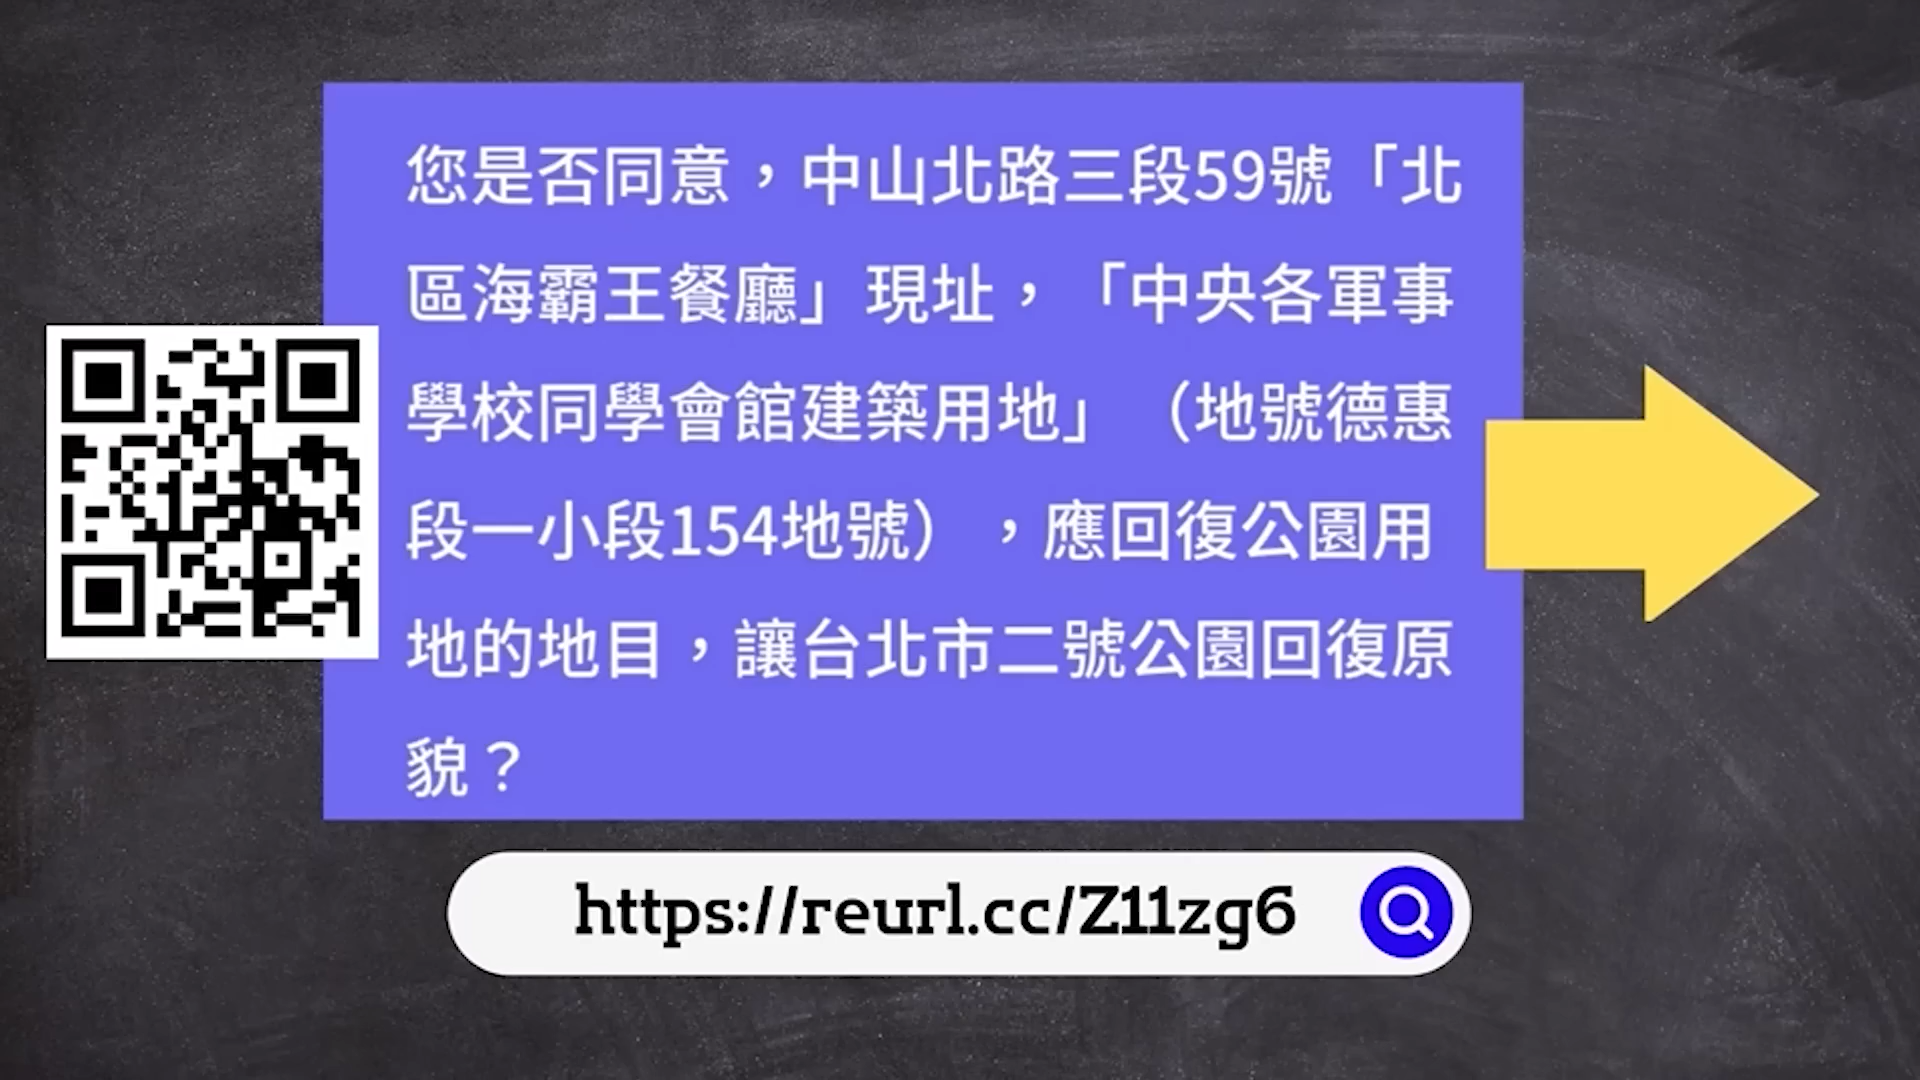 您是否同意，中山北路三段59號「北
區海霸王餐廳」現址，「中央各軍事
學校同學會館建築用地」（地號德惠
段一小段154地號），應回復公園用
地的地目，讓台北市二號公園回復原
貌？
https://reurl.cc/Z11zg6